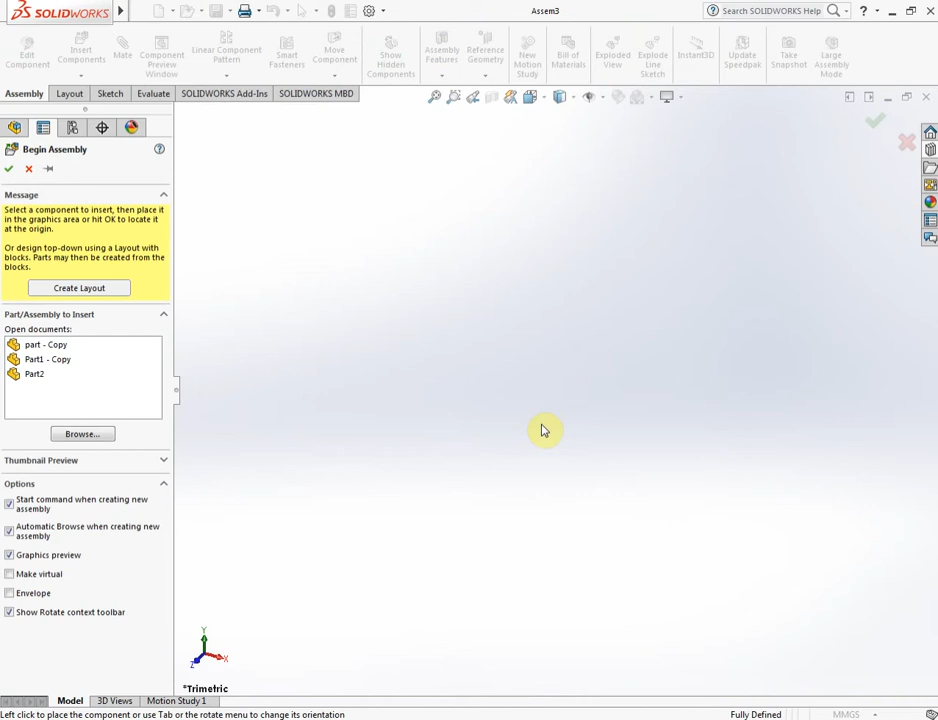 SOLIDWORKS
Assem3
Search SOLIDWORKS Help
?
Edit Component
Insert Components
Mate
Component Preview Window
Linear Component Pattern
Smart Fasteners
Move Component
Show Hidden Components
Assembly Features
Reference Geometry
New Motion Study
Bill of Materials
Exploded View
Explode Line Sketch
Instant3D
Update Speedpak
Take Snapshot
Large Assembly Mode
Assembly
Layout
Sketch
Evaluate
SOLIDWORKS Add-Ins
SOLIDWORKS MBD
Begin Assembly
?
Message
Select a component to insert, then place it
in the graphics area or hit OK to locate it
at the origin.
Or design top-down using a Layout with
blocks. Parts may then be created from the
blocks.
Create Layout
Part/Assembly to Insert
Open documents:
part - Copy
Part1 - Copy
Part2
Browse...
Thumbnail Preview
Options
Start command when creating new
assembly
Automatic Browse when creating new
assembly
Graphics preview
Make virtual
Envelope
Show Rotate context toolbar
Y
X
Z
*Trimetric
Model
3D Views
Motion Study 1
Left click to place the component or use Tab or the rotate menu to change its orientation
Fully Defined
MMGS